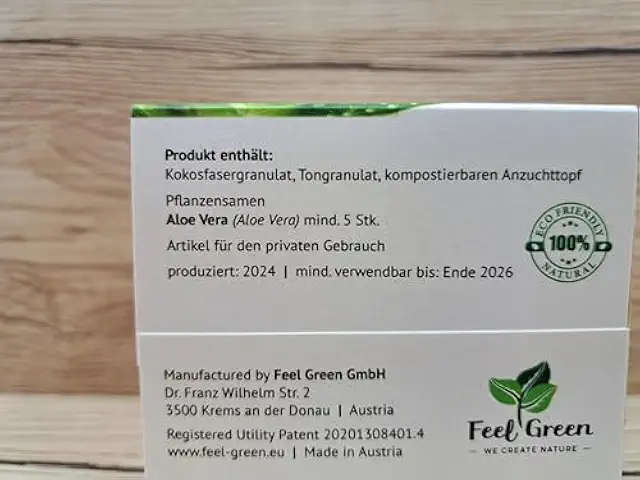 Produkt enthält:
Kokosfasergranulat, Tongranulat, kompostierbaren Anzuchttopf
Pflanzensamen
Aloe Vera (Aloe Vera) mind. 5 Stk.
Artikel für den privaten Gebrauch
produziert: 2024 | mind. verwendbar bis: Ende 2026
ECO FRIENDLY
100%
NATURAL
Manufactured by Feel Green GmbH
Dr. Franz Wilhelm Str. 2
3500 Krems an der Donau | Austria
Registered Utility Patent 20201308401.4
www.feel-green.eu | Made in Austria
Feel Green
— WE CREATE NATURE —